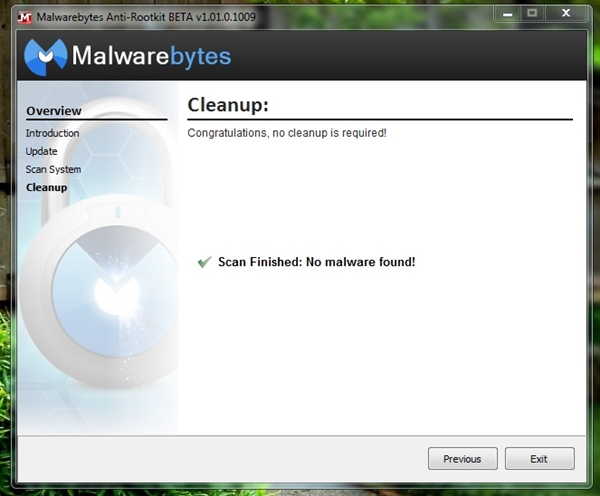 Malwarebytes Anti-Rootkit BETA v1.01.0.1009
Malwarebytes
Overview
Introduction
Update
Scan System
Cleanup
Cleanup:
Congratulations, no cleanup is required!
Scan Finished: No malware found!
Previous
Exit